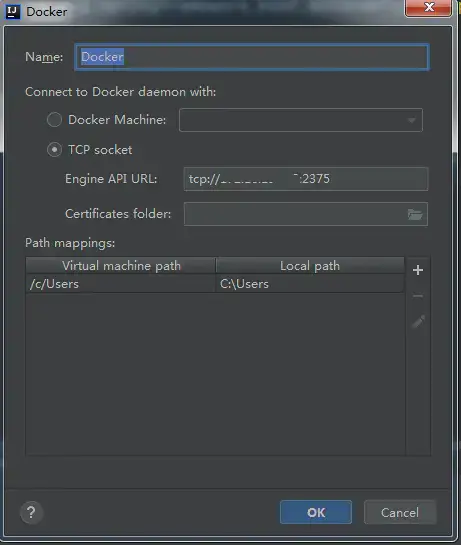 IJ Docker
Name: Docker
Connect to Docker daemon with:
Docker Machine:
TCP socket
Engine API URL: tcp:// :2375
Certificates folder:
Path mappings:
Virtual machine path Local path
/c/Users C:\Users
? OK Cancel